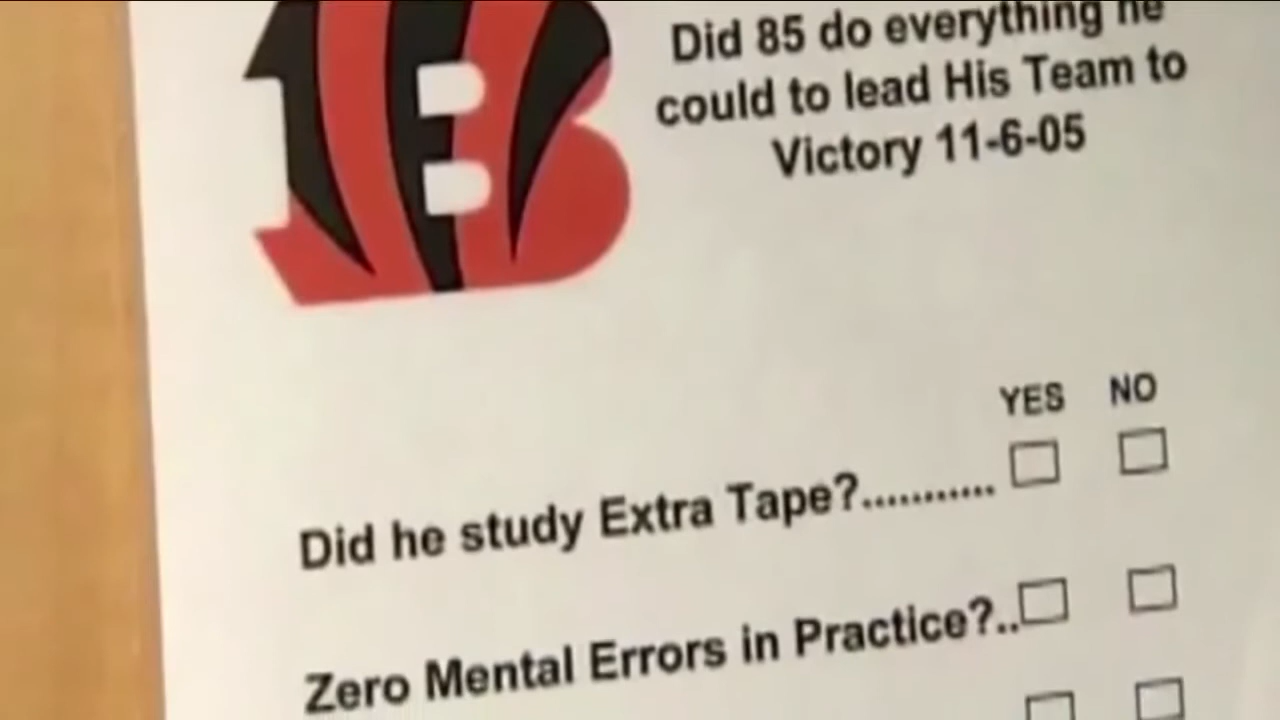 Did 85 do everything he
could to lead His Team to
Victory 11-6-05
YES NO
Did he study Extra Tape?...........
Zero Mental Errors in Practice?..